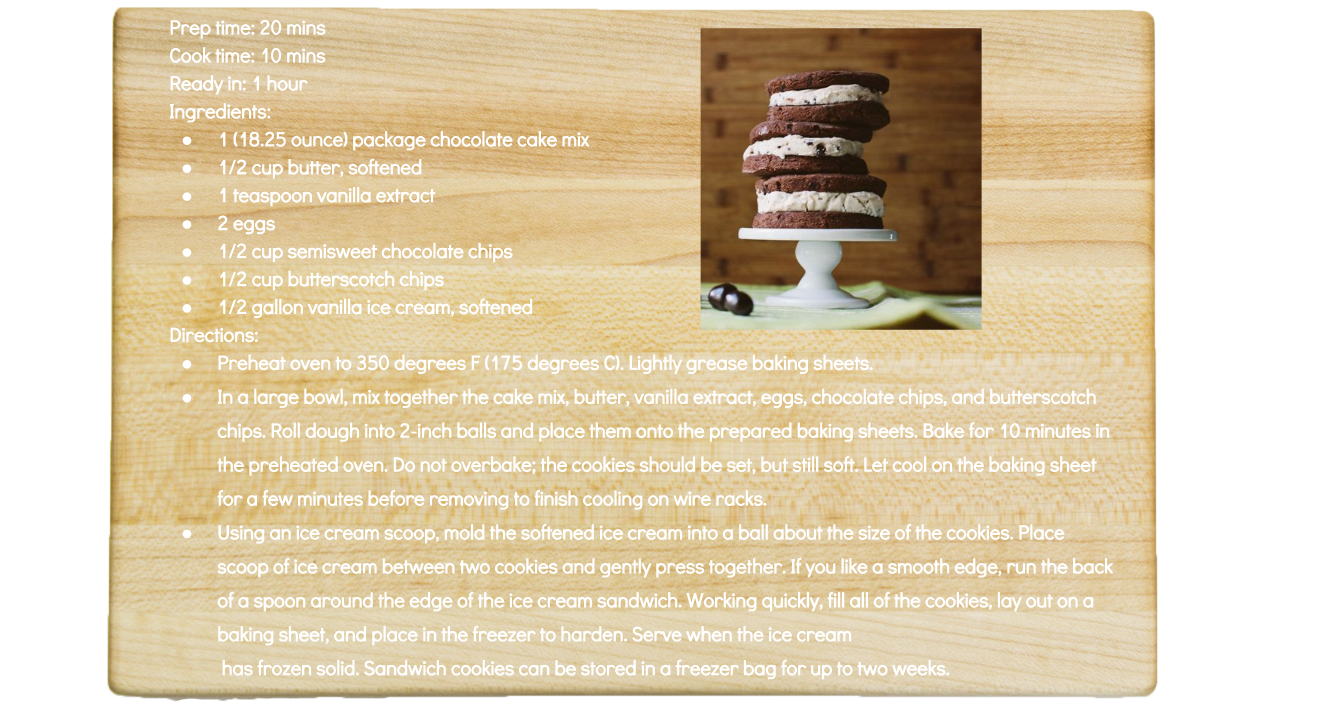 Prep time: 20 mins
Cook time: 10 mins
Ready in: 1 hour
Ingredients:
● 1 (18.25 ounce) package chocolate cake mix
● 1/2 cup butter, softened
● 1 teaspoon vanilla extract
● 2 eggs
● 1/2 cup semisweet chocolate chips
● 1/2 cup butterscotch chips
● 1/2 gallon vanilla ice cream, softened
Directions:
● Preheat oven to 350 degrees F (175 degrees C). Lightly grease baking sheets.
● In a large bowl, mix together the cake mix, butter, vanilla extract, eggs, chocolate chips, and butterscotch
chips. Roll dough into 2-inch balls and place them onto the prepared baking sheets. Bake for 10 minutes in
the preheated oven. Do not overbake; the cookies should be set, but still soft. Let cool on the baking sheet
for a few minutes before removing to finish cooling on wire racks.
● Using an ice cream scoop, mold the softened ice cream into a ball about the size of the cookies. Place
scoop of ice cream between two cookies and gently press together. If you like a smooth edge, run the back
of a spoon around the edge of the ice cream sandwich. Working quickly, fill all of the cookies, lay out on a
baking sheet, and place in the freezer to harden. Serve when the ice cream
has frozen solid. Sandwich cookies can be stored in a freezer bag for up to two weeks.